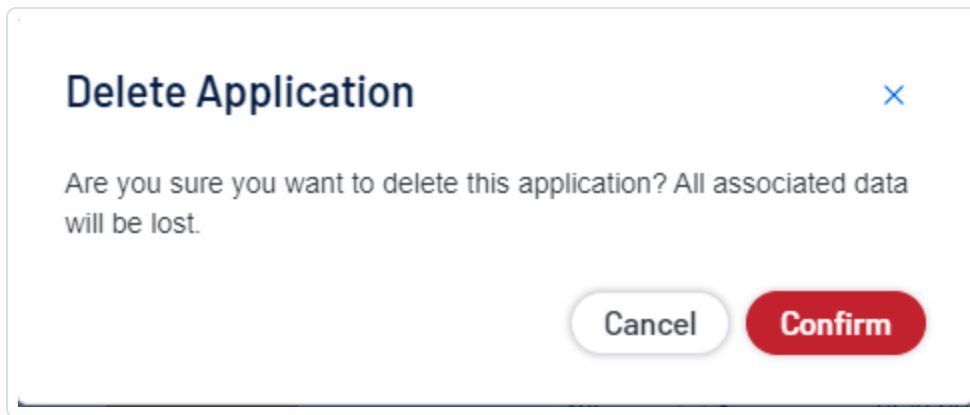 Delete Application
Are you sure you want to delete this application? All associated data
will be lost.
Cancel
Confirm